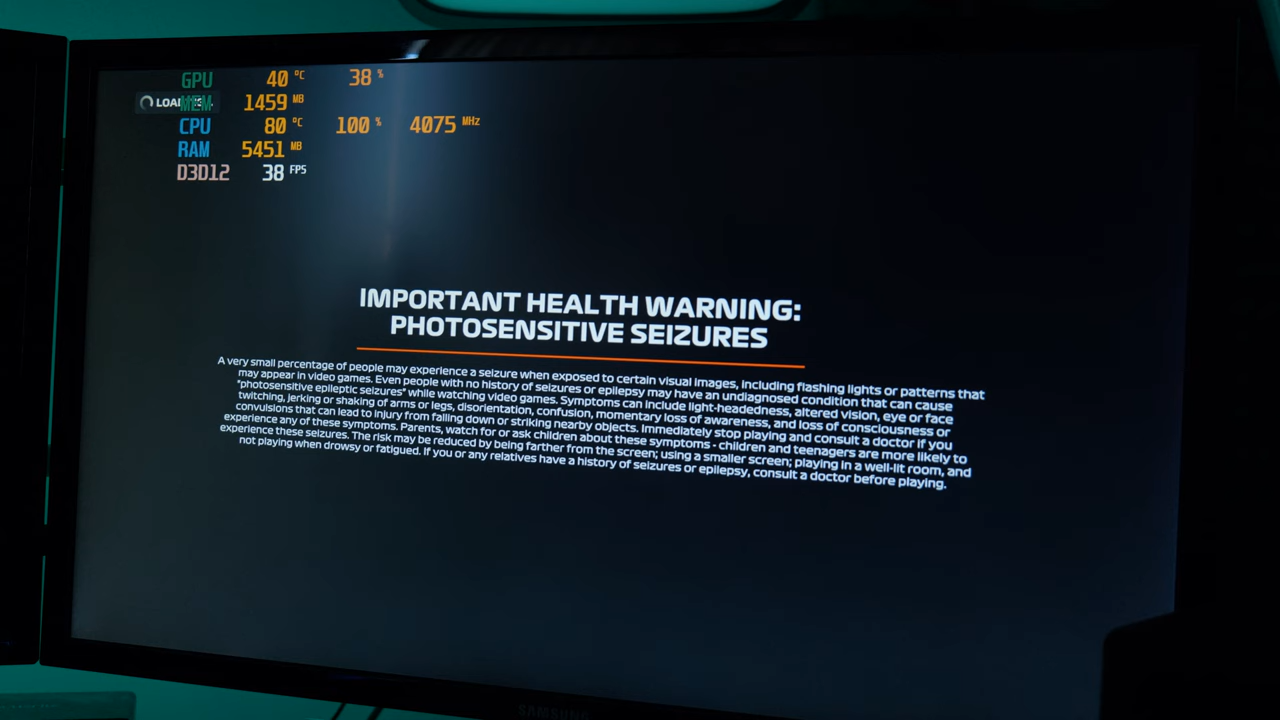 GPU 40 °C 38 %
MEM 1459 MB
CPU 80 °C 100 % 4075 MHz
RAM 5451 MB
D3D12 38 FPS
IMPORTANT HEALTH WARNING:
PHOTOSENSITIVE SEIZURES
A very small percentage of people may experience a seizure when exposed to certain visual images, including flashing lights or patterns that
may appear in video games. Even people with no history of seizures or epilepsy may have an undiagnosed condition that can cause
"photosensitive epileptic seizures" while watching video games. Symptoms can include light-headedness, altered vision, eye or face
twitching, jerking or shaking of arms or legs, disorientation, confusion, momentary loss of awareness, and loss of consciousness or
convulsions that can lead to injury from falling down or striking nearby objects. Immediately stop playing and consult a doctor if you
experience any of these symptoms. Parents, watch for or ask children about these symptoms - children and teenagers are more likely to
experience these seizures. The risk may be reduced by being farther from the screen; using a smaller screen; playing in a well-lit room, and
not playing when drowsy or fatigued. If you or any relatives have a history of seizures or epilepsy, consult a doctor before playing.
SAMSUNG